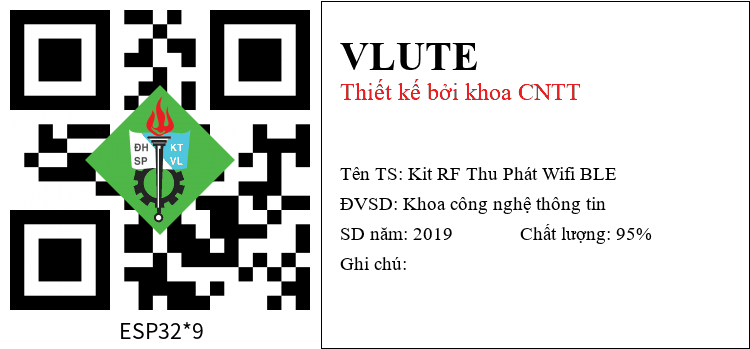 ĐH KT
SP VL
ESP32*9
VLUTE
Thiết kế bởi khoa CNTT
Tên TS: Kit RF Thu Phát Wifi BLE
ĐVSD: Khoa công nghệ thông tin
SD năm: 2019 Chất lượng: 95%
Ghi chú: